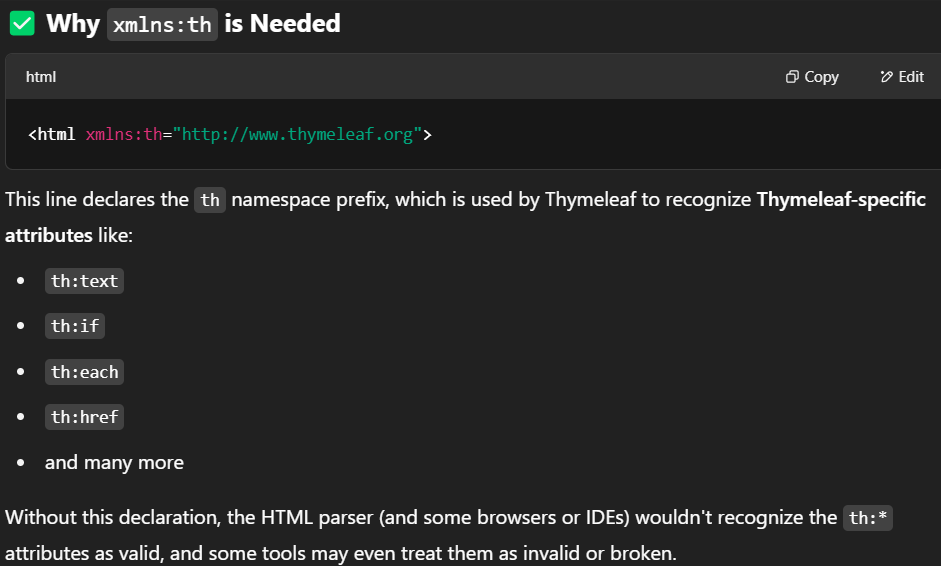 Why xmlns:th is Needed
html Copy Edit
<html xmlns:th="http://www.thymeleaf.org">
This line declares the th namespace prefix, which is used by Thymeleaf to recognize Thymeleaf-specific
attributes like:
• th:text
• th:if
• th:each
• th:href
• and many more
Without this declaration, the HTML parser (and some browsers or IDEs) wouldn't recognize the th:*
attributes as valid, and some tools may even treat them as invalid or broken.